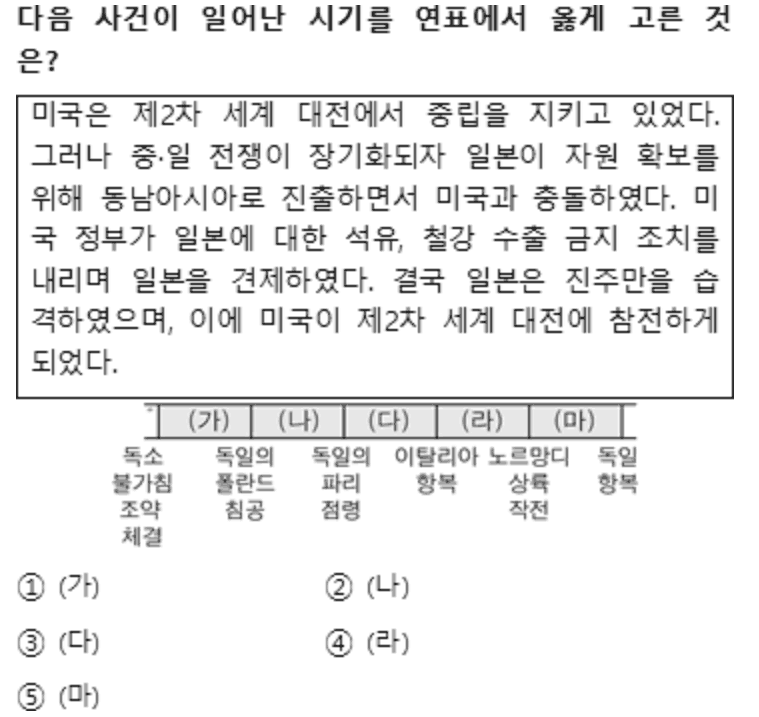 다음 사건이 일어난 시기를 연표에서 옳게 고른 것
은?
미국은 제2차 세계 대전에서 중립을 지키고 있었다.
그러나 중·일 전쟁이 장기화되자 일본이 자원 확보를
위해 동남아시아로 진출하면서 미국과 충돌하였다. 미
국 정부가 일본에 대한 석유, 철강 수출 금지 조치를
내리며 일본을 견제하였다. 결국 일본은 진주만을 습
격하였으며, 이에 미국이 제2차 세계 대전에 참전하게
되었다.
(가) (나) (다) (라) (마)
독소 독일의 독일의 이탈리아 노르망디 독일
불가침 폴란드 파리 항복 상륙 항복
조약 침공 점령 작전
체결
① (가) ② (나)
③ (다) ④ (라)
⑤ (마)